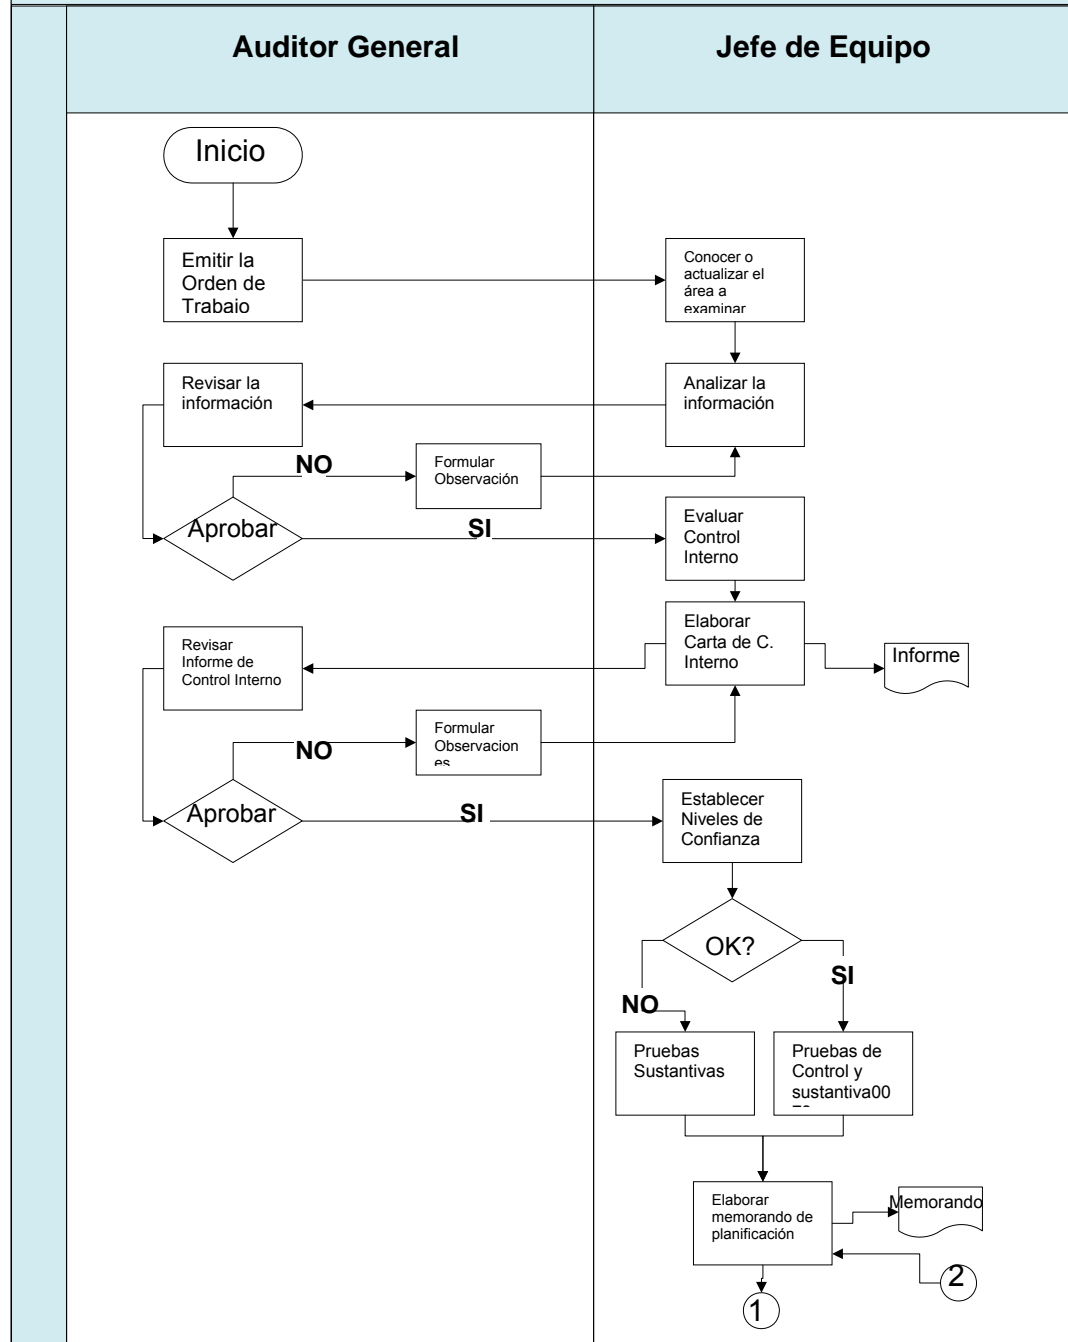 Auditor General
Jefe de Equipo
Inicio
Emitir la
Orden de
Trabajo
Conocer o
actualizar el
área a
examinar
Revisar la
información
Analizar la
información
NO
Formular
Observación
Aprobar
SI
Evaluar
Control
Interno
Revisar
Informe de
Control Interno
Elaborar
Carta de C.
Interno
Informe
NO
Formular
Observacion
es
Aprobar
SI
Establecer
Niveles de
Confianza
OK?
NO
SI
Pruebas
Sustantivas
Pruebas de
Control y
sustantiva00
Elaborar
memorando de
planificación
Memorando
2
1